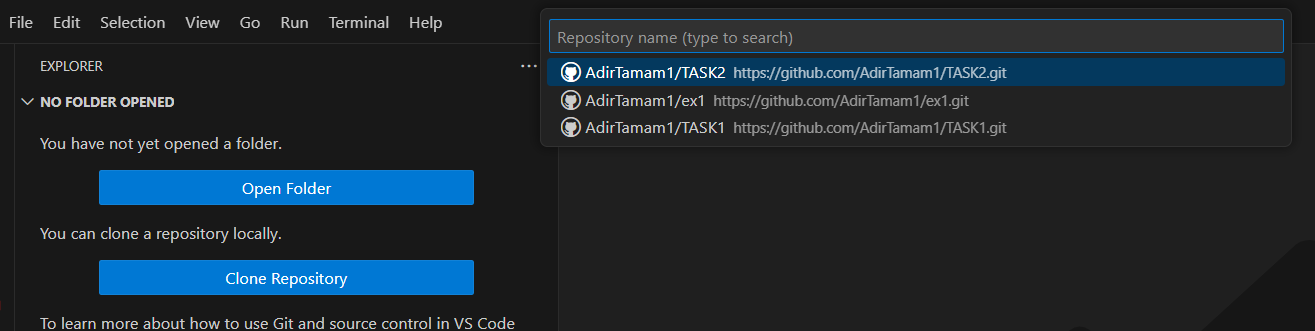 File Edit Selection View Go Run Terminal Help
Repository name (type to search)
AdirTamam1/TASK2 https://github.com/AdirTamam1/TASK2.git
AdirTamam1/ex1 https://github.com/AdirTamam1/ex1.git
AdirTamam1/TASK1 https://github.com/AdirTamam1/TASK1.git
EXPLORER ...
NO FOLDER OPENED
You have not yet opened a folder.
Open Folder
You can clone a repository locally.
Clone Repository
To learn more about how to use Git and source control in VS Code